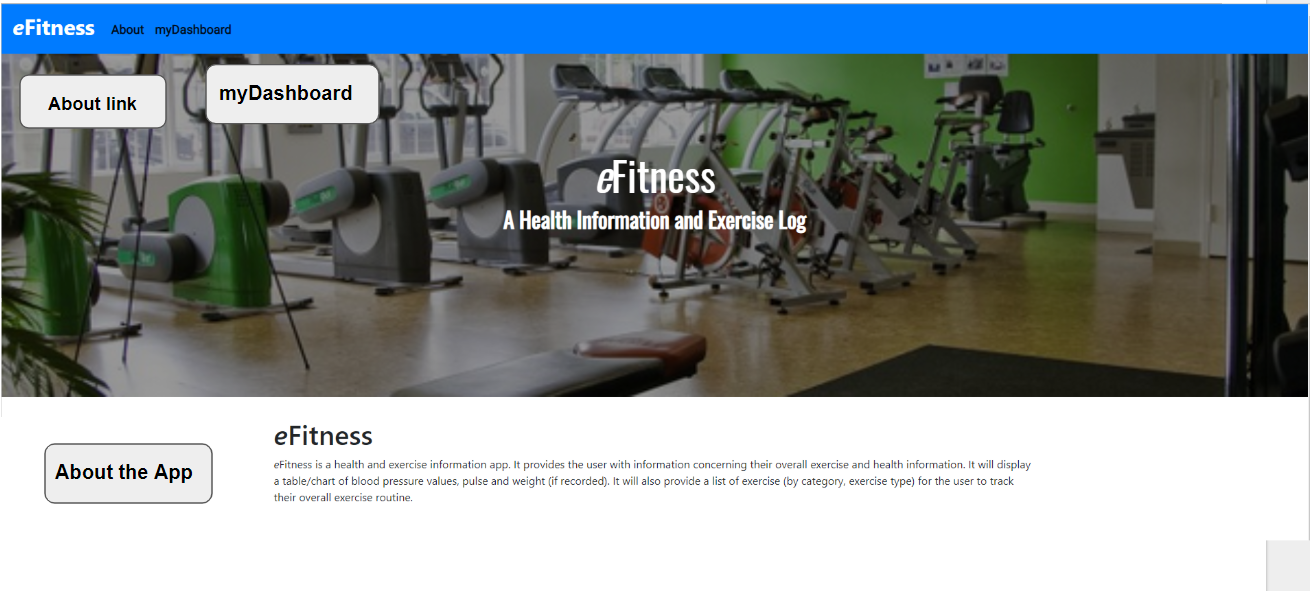 eFitness About myDashboard
About link
myDashboard
eFitness
A Health Information and Exercise Log
eFitness
About the App
eFitness is a health and exercise information app. It provides the user with information concerning their overall exercise and health information. It will display
a table/chart of blood pressure values, pulse and weight (if recorded). It will also provide a list of exercise (by category, exercise type) for the user to track
their overall exercise routine.